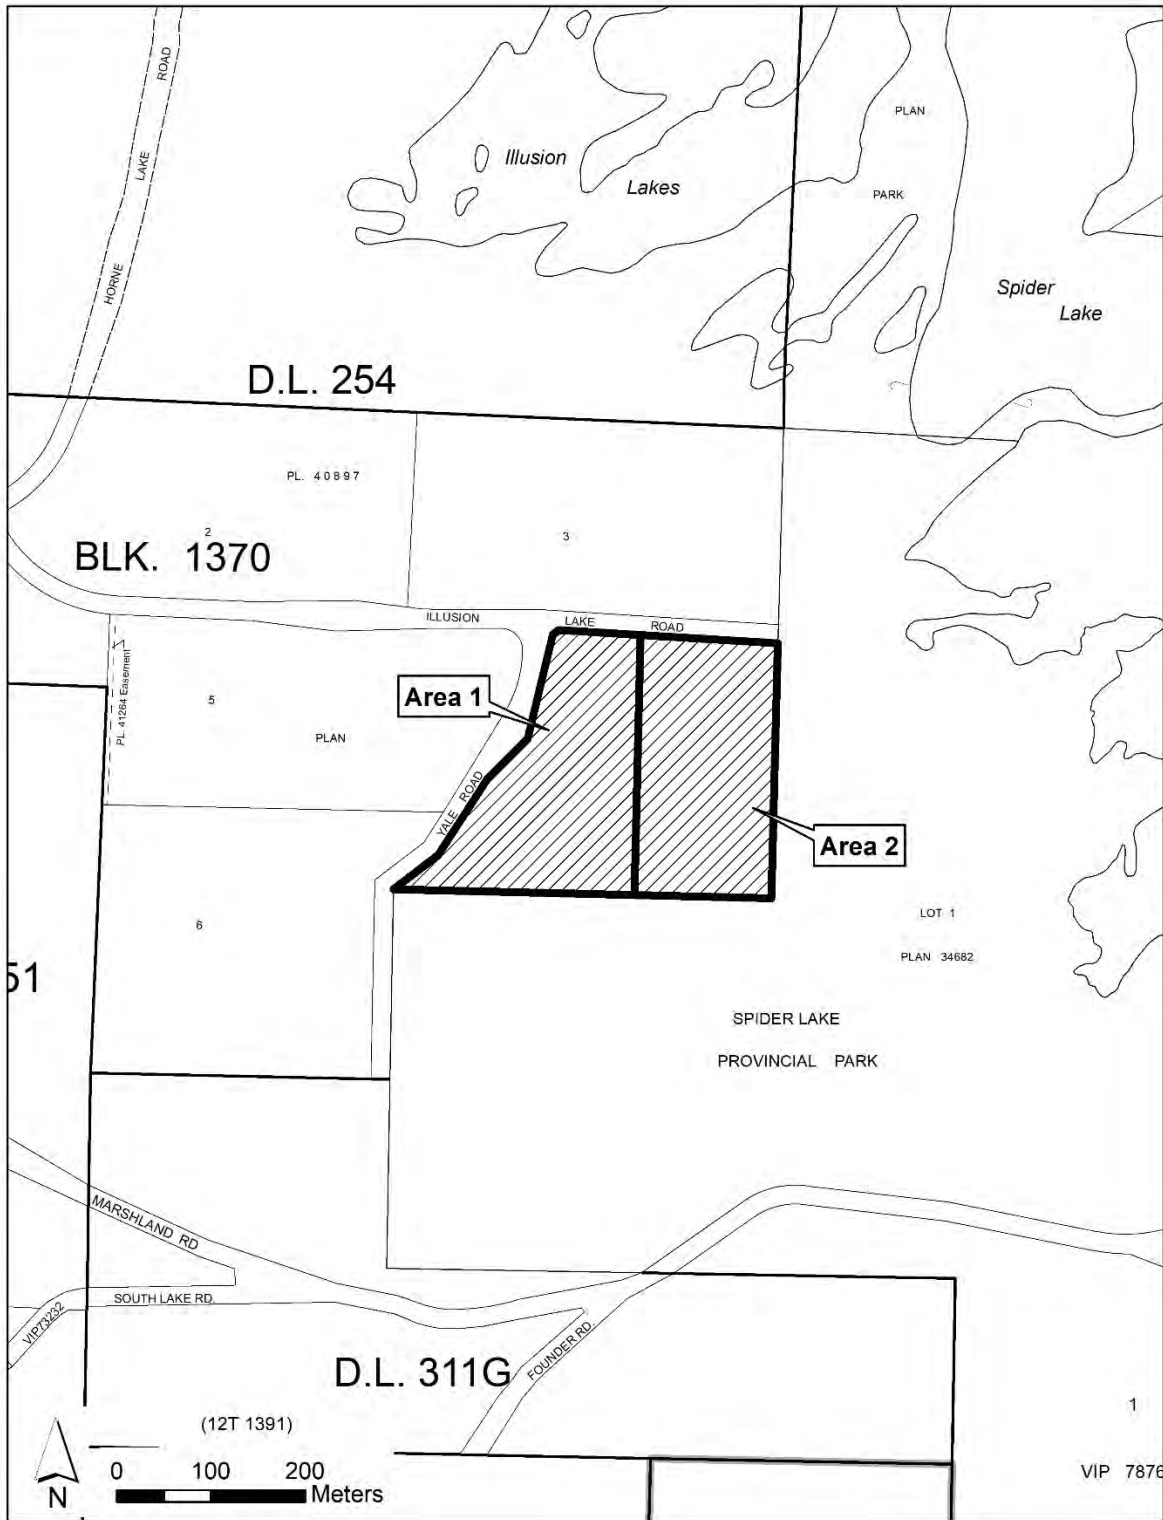 ROAD
LAKE
HORNE
Illusion
Lakes
PLAN
PARK
Spider
Lake
D.L. 254
PL. 40897
2
BLK. 1370
3
ILLUSION
LAKE
ROAD
PL. 41264 Easement
5
PLAN
Area 1
YALE ROAD
Area 2
6
LOT 1
PLAN 34682
51
SPIDER LAKE
PROVINCIAL PARK
MARSHLAND RD
SOUTH LAKE RD.
VIP73232
FOUNDER RD.
D.L. 311G
1
(12T 1391)
0 100 200
Meters
N
VIP 7876